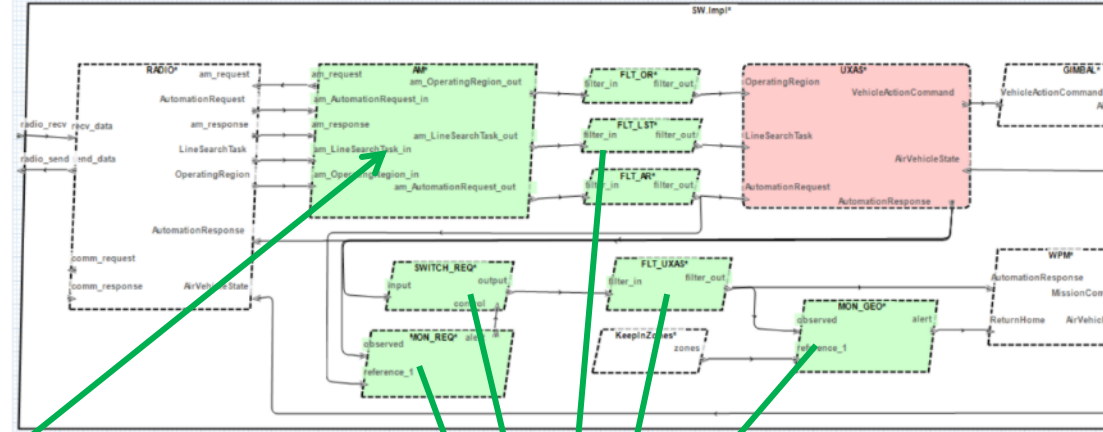 SW.Impl*
RADIO*
am_request
AutomationRequest
am_response
LineSearchTask
OperatingRegion
AutomationResponse
comm_request
comm_response
AirVehicleState
radio_recv
recv_data
radio_send
end_data
AM*
am_request
am_OperatingRegion_out
am_AutomationRequest_in
am_response
am_LineSearchTask_out
am_LineSearchTask_in
am_OperatingRegion_in
am_AutomationRequest_out
FLT_OR*
filter_in
filter_out
FLT_LST*
filter_in
filter_out
FLT_AR*
filter_in
filter_out
UXAS*
OperatingRegion
VehicleActionCommand
LineSearchTask
AirVehicleState
AutomationRequest
AutomationResponse
GIMBAL*
VehicleActionCommand
SWITCH_REQ*
input
output
control
MON_REQ*
alert
observed
reference_1
FLT_UXAS*
filter_in
filter_out
KeepInZones*
zones
MON_GEO*
observed
alert
reference_1
WPM*
AutomationResponse
MissionCom
ReturnHome
AirVehicl